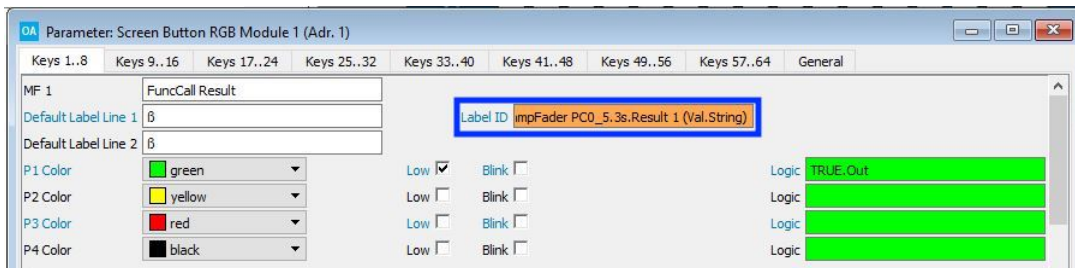 OA Parameter: Screen Button RGB Module 1 (Adr. 1)
Keys 1..8 Keys 9..16 Keys 17..24 Keys 25..32 Keys 33..40 Keys 41..48 Keys 49..56 Keys 57..64 General
MF 1 FuncCall Result
Default Label Line 1 ß Label ID ımpFader PC0_5.3s.Result 1 (Val.String)
Default Label Line 2 ß
P1 Color green Low Blink Logic TRUE.Out
P2 Color yellow Low Blink Logic
P3 Color red Low Blink Logic
P4 Color black Low Blink Logic